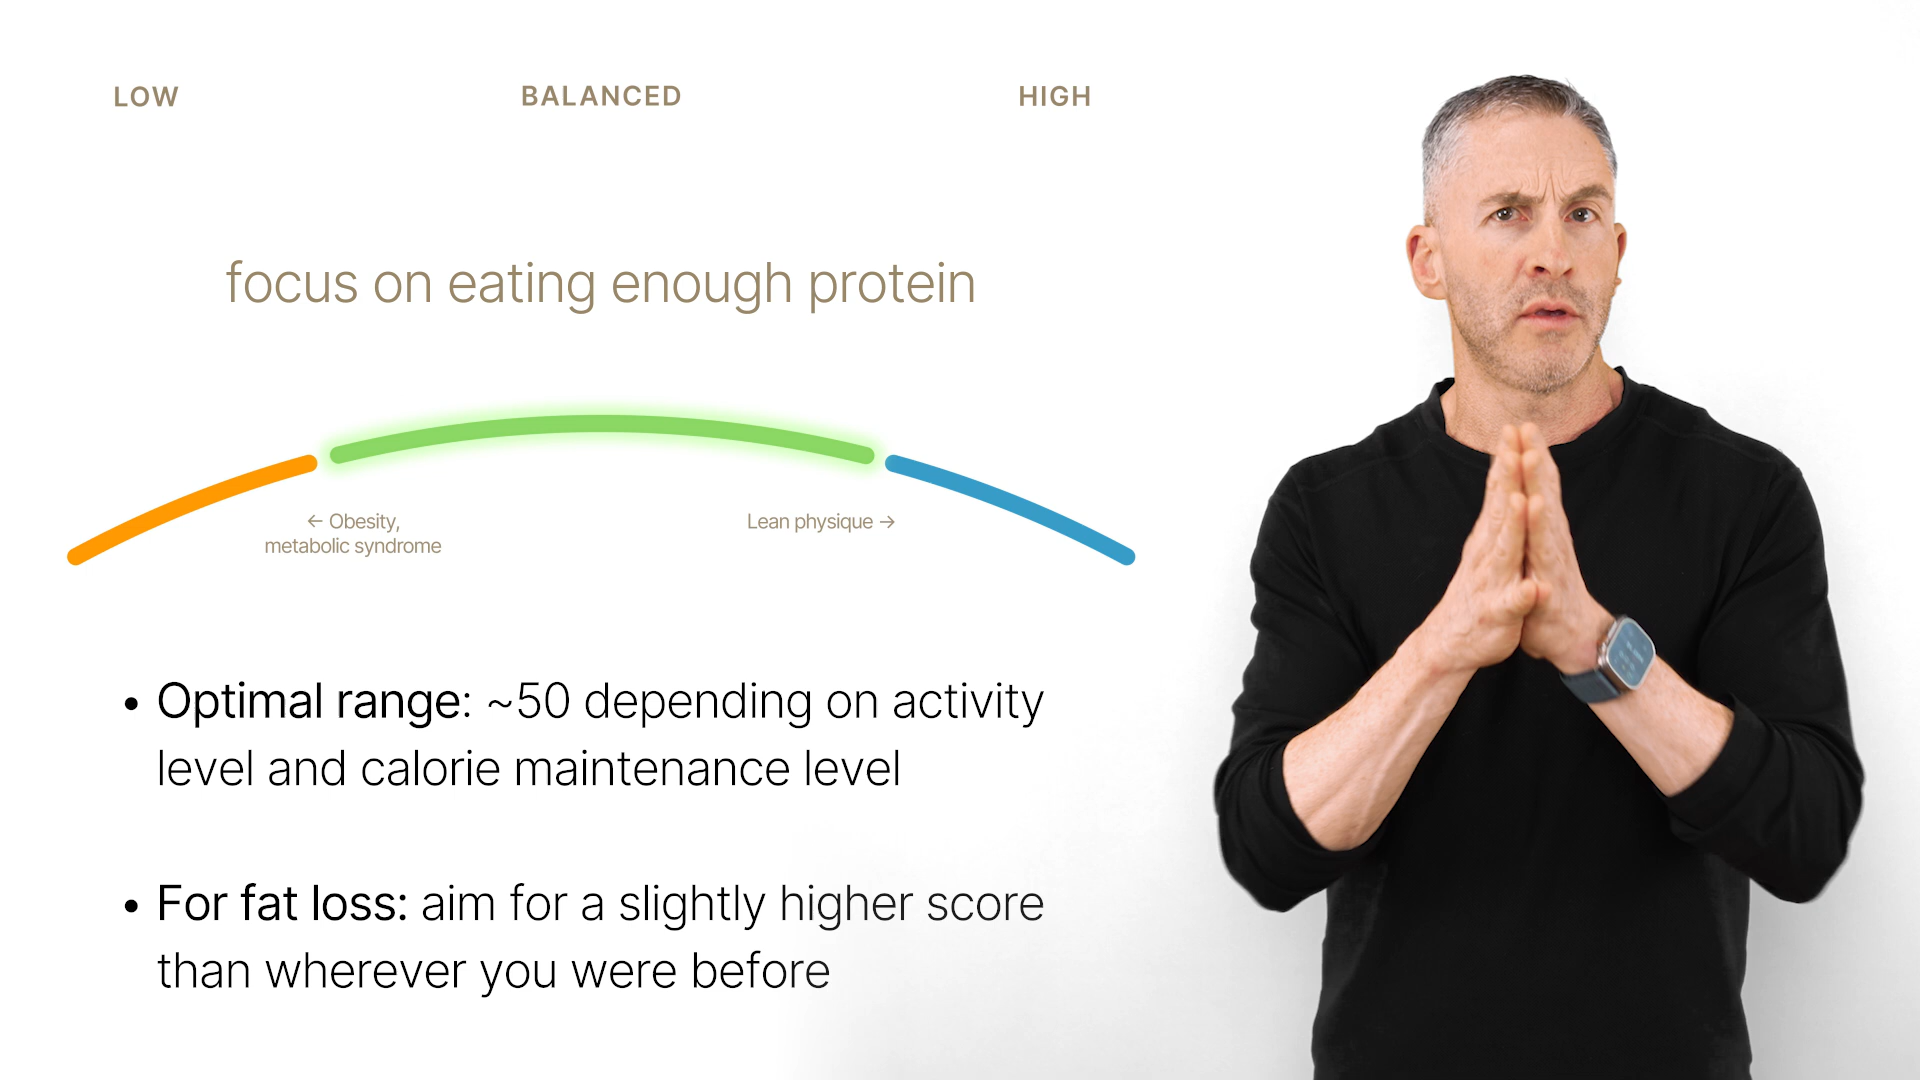 LOW BALANCED HIGH
focus on eating enough protein
← Obesity,
metabolic syndrome
Lean physique →
• Optimal range: ~50 depending on activity
level and calorie maintenance level
• For fat loss: aim for a slightly higher score
than wherever you were before